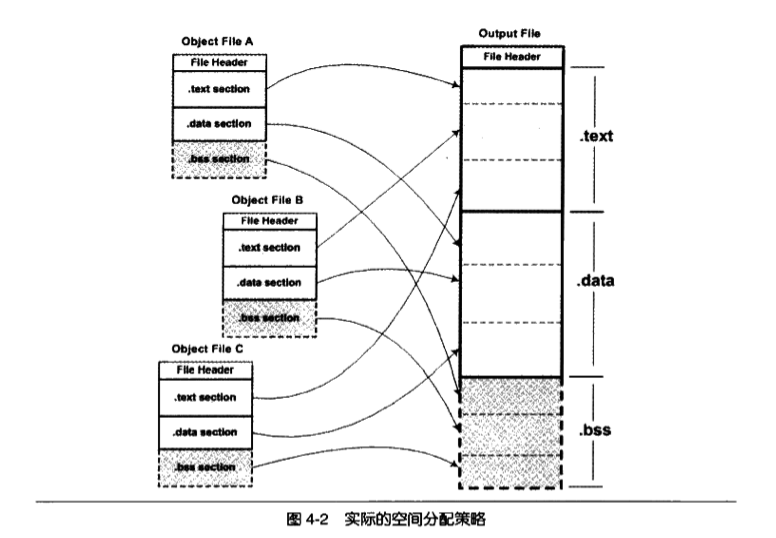 Object File A
File Header
.text section
.data section
.bss section
Object File B
File Header
.text section
.data section
.bss section
Object File C
File Header
.text section
.data section
.bss section
Output File
File Header
.text
.data
.bss
图 4-2 实际的空间分配策略